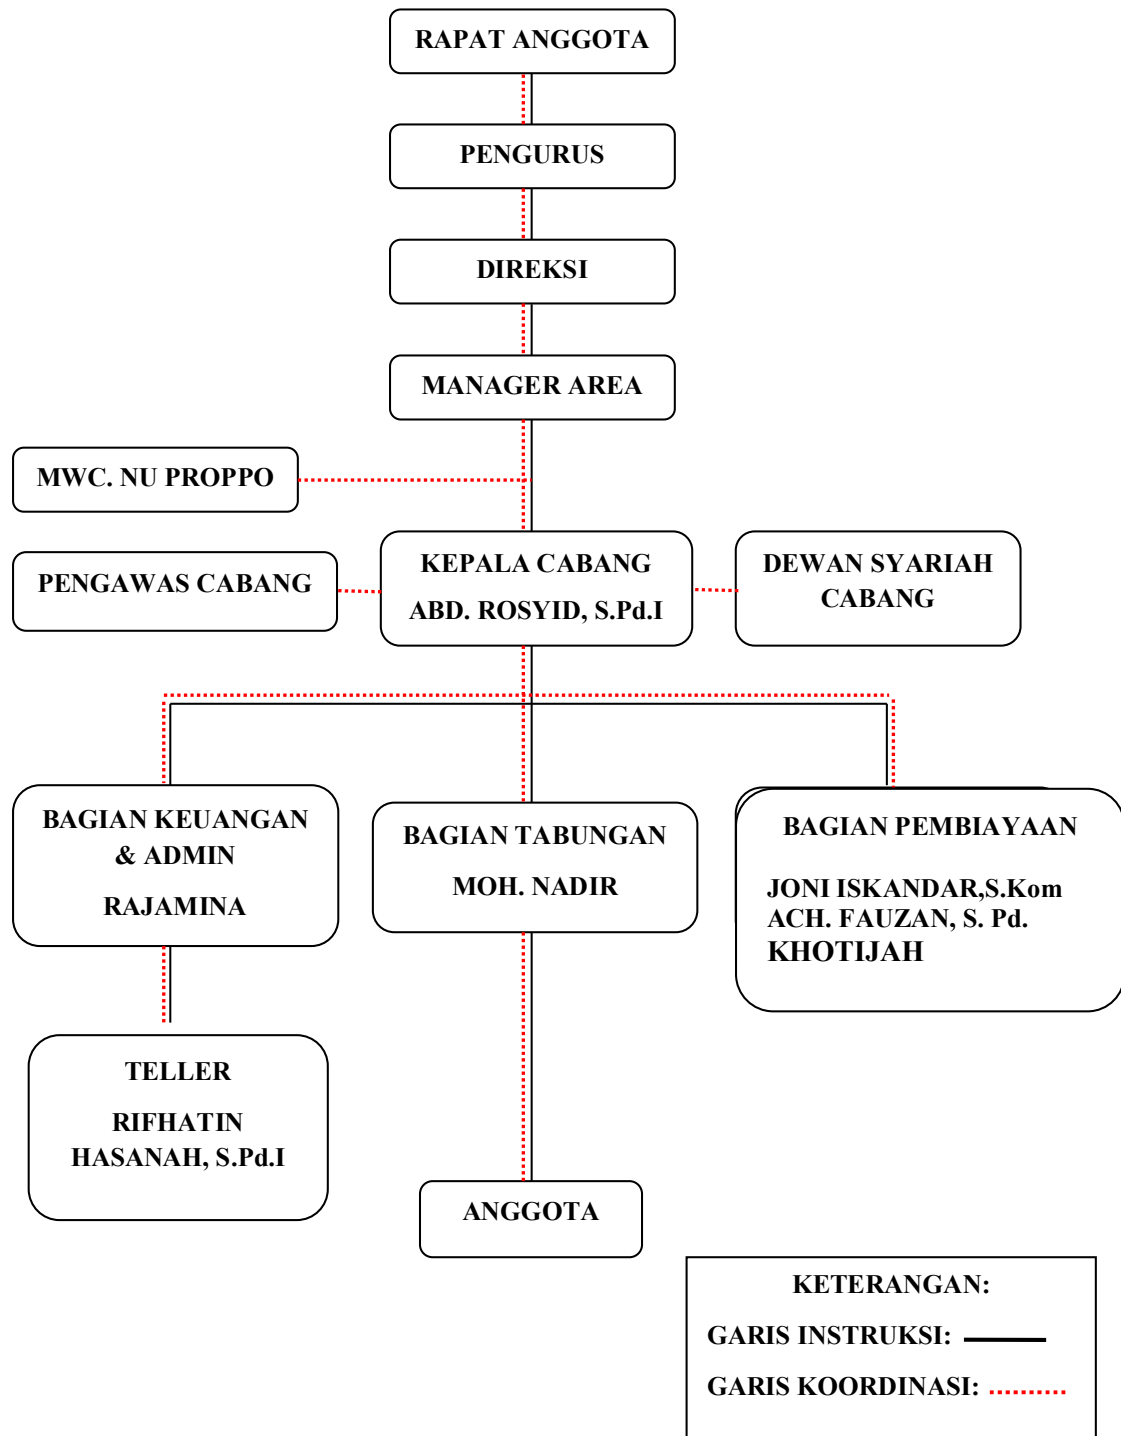 RAPAT ANGGOTA
PENGURUS
DIREKSI
MANAGER AREA
MWC. NU PROPPO
PENGAWAS CABANG
KEPALA CABANG
ABD. ROSYID, S.Pd.I
DEWAN SYARIAH
CABANG
BAGIAN KEUANGAN
& ADMIN
RAJAMINA
BAGIAN TABUNGAN
MOH. NADIR
BAGIAN PEMBIAYAAN
JONI ISKANDAR,S.Kom
ACH. FAUZAN, S. Pd.
KHOTIJAH
TELLER
RIFHATIN
HASANAH, S.Pd.I
ANGGOTA
KETERANGAN:
GARIS INSTRUKSI:
GARIS KOORDINASI: